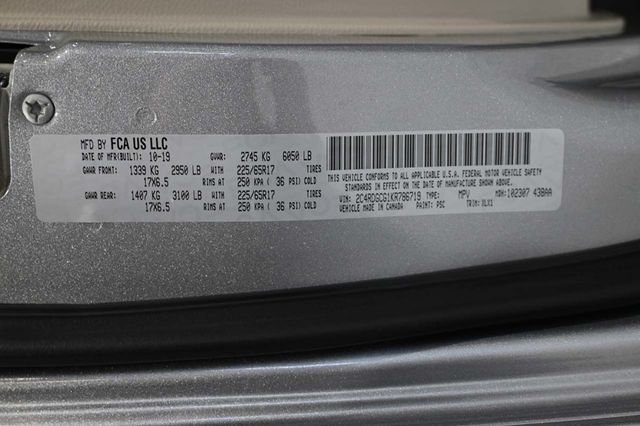 MFD BY FCA US LLC
DATE OF MFR(BUILT): 10-19 GVWR: 2745 KG 6050 LB
GAWR FRONT: 1339 KG 2950 LB WITH 225/65R17 TIRES
17X6.5 RIMS AT 250 KPA ( 36 PSI) COLD
GAWR REAR: 1407 KG 3100 LB WITH 225/65R17 TIRES
17X6.5 RIMS AT 250 KPA ( 36 PSI) COLD
THIS VEHICLE CONFORMS TO ALL APPLICABLE U.S.A. FEDERAL MOTOR VEHICLE SAFETY
STANDARDS IN EFFECT ON THE DATE OF MANUFACTURE SHOWN ABOVE.
VIN: 2C4RDGCG1KR786719 TYPE: MPV MDH:102307 43BAA
VEHICLE MADE IN CANADA PAINT: PSC TRIM:XLX1